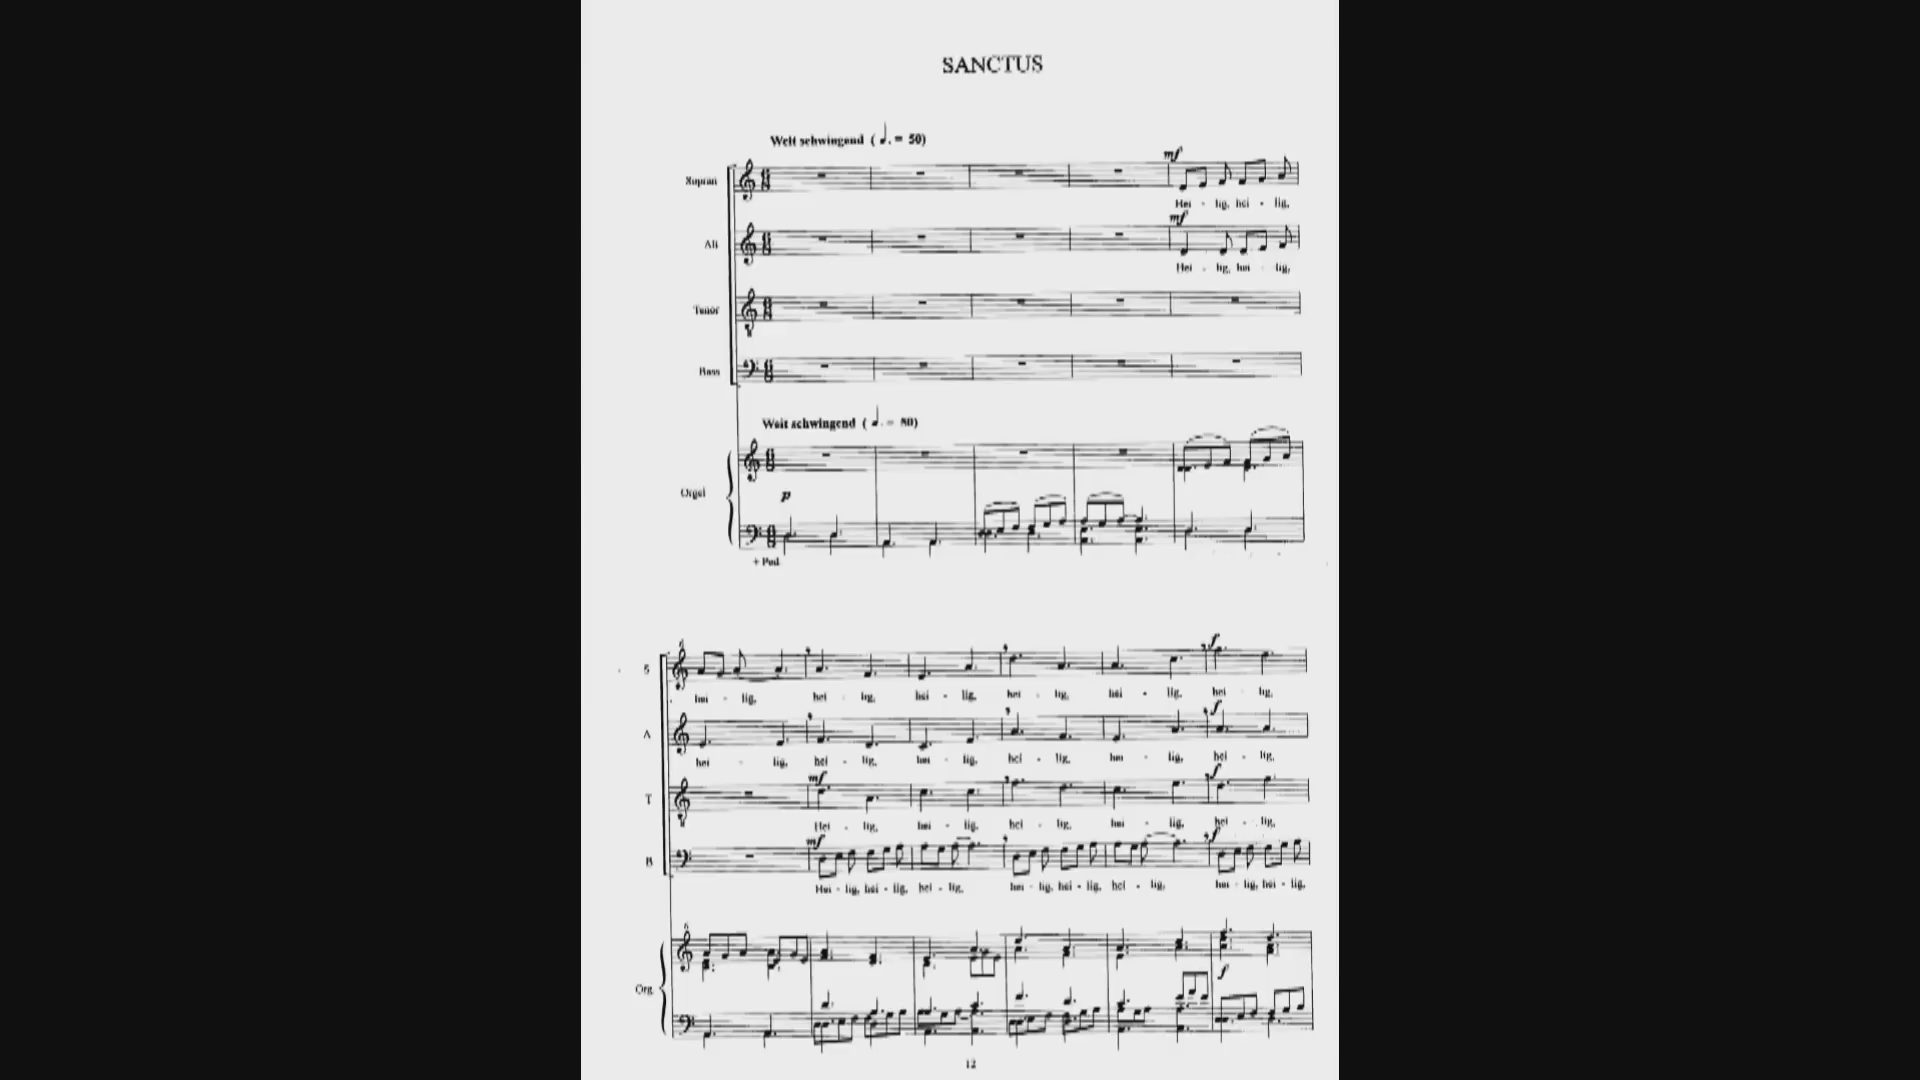 SANCTUS
Weit schwingend ( ♩. = 50)
mf
Sopran
Hei - lig, hei - lig,
mf
Alt
Hei - lig, hei - lig,
Tenor
Bass
Weit schwingend ( ♩. = 50)
Orgel
p
+ Ped.
6
f
S
hei - lig, hei - lig, hei - lig, hei - lig, hei - lig, hei - lig,
f
A
hei - lig, hei - lig, hei - lig, hei - lig, hei - lig, hei - lig,
mf f
T
Hei - lig, hei - lig, hei - lig, hei - lig, hei - lig,
mf f
B
Hei - lig, hei - lig, hei - lig, hei - lig, hei - lig, hei - lig, hei - lig, hei - lig,
6
f
Org.
12